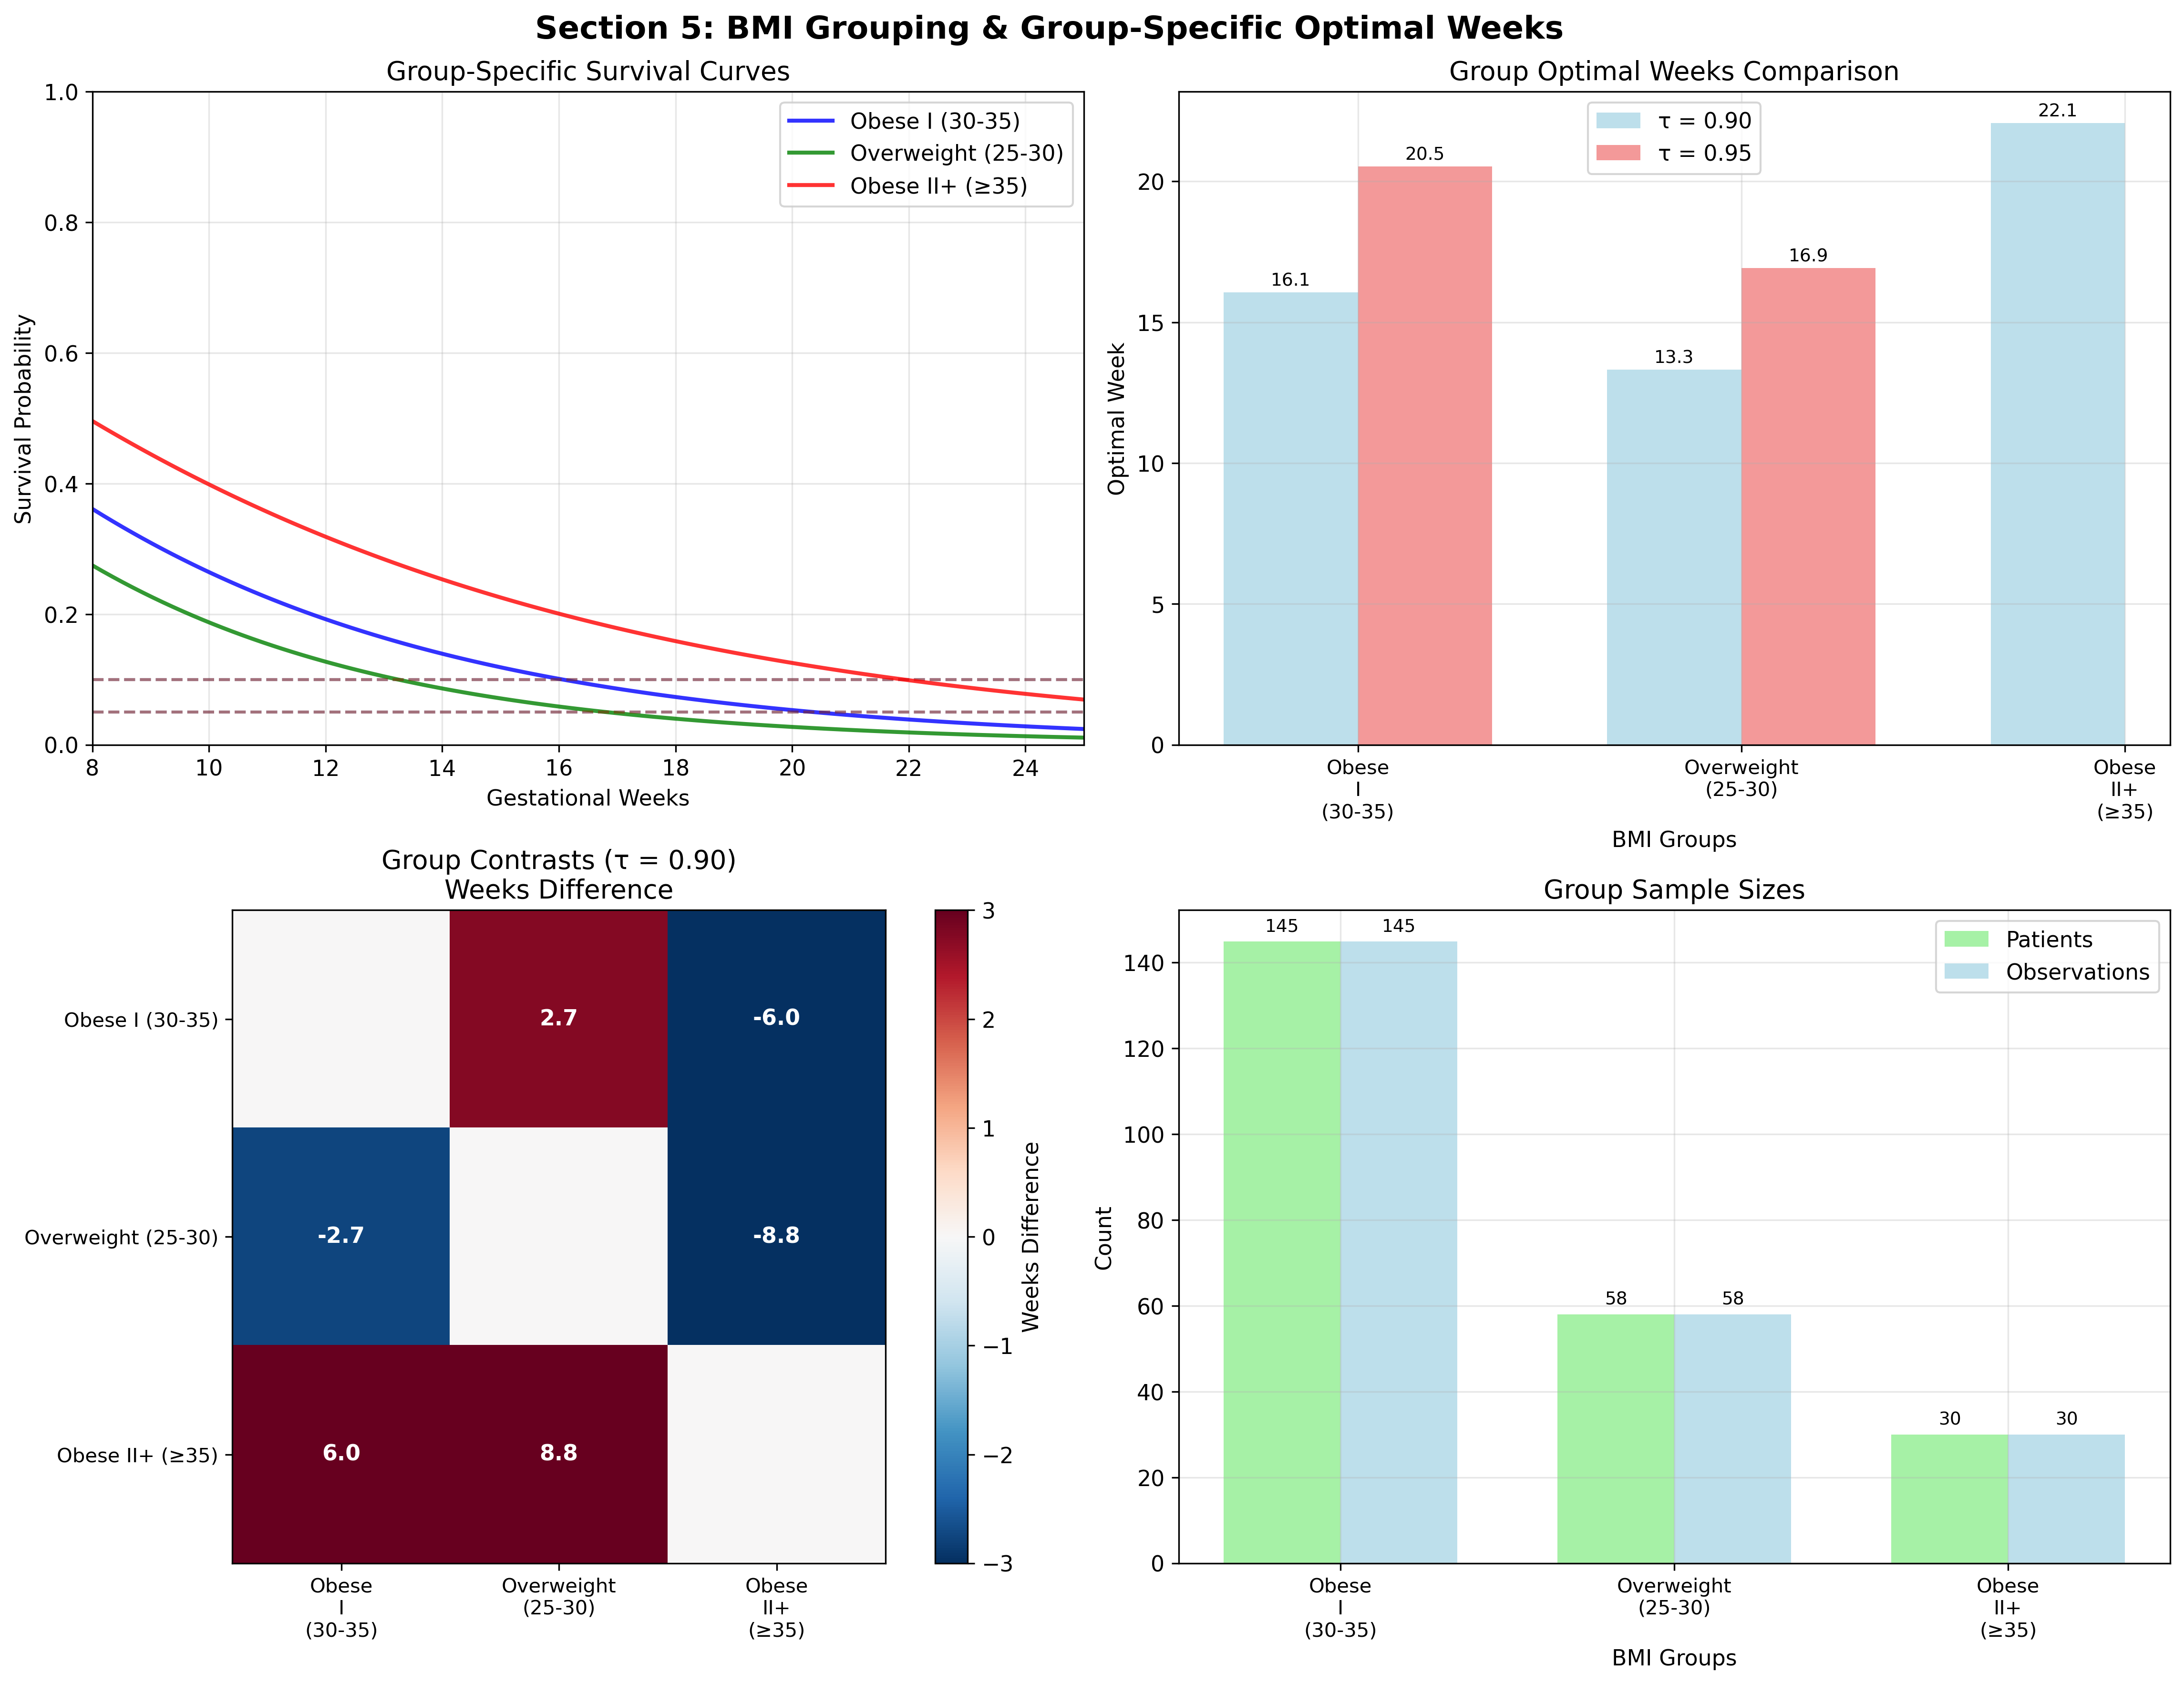 Section 5: BMI Grouping & Group-Specific Optimal Weeks
Group-Specific Survival Curves
Survival Probability
1.0
0.8
0.6
0.4
0.2
0.0
Obese I (30-35)
Overweight (25-30)
Obese II+ (≥35)
8
10
12
14
16
18
20
22
24
Gestational Weeks
Group Optimal Weeks Comparison
Optimal Week
20
15
10
5
0
τ = 0.90
τ = 0.95
16.1
20.5
13.3
16.9
22.1
Obese
I
(30-35)
Overweight
(25-30)
Obese
II+
(≥35)
BMI Groups
Group Contrasts (τ = 0.90)
Weeks Difference
Obese I (30-35)
Overweight (25-30)
Obese II+ (≥35)
2.7
-6.0
-2.7
-8.8
6.0
8.8
Obese
I
(30-35)
Overweight
(25-30)
Obese
II+
(≥35)
3
2
1
0
−1
−2
−3
Weeks Difference
Group Sample Sizes
Count
140
120
100
80
60
40
20
0
Patients
Observations
145
145
58
58
30
30
Obese
I
(30-35)
Overweight
(25-30)
Obese
II+
(≥35)
BMI Groups